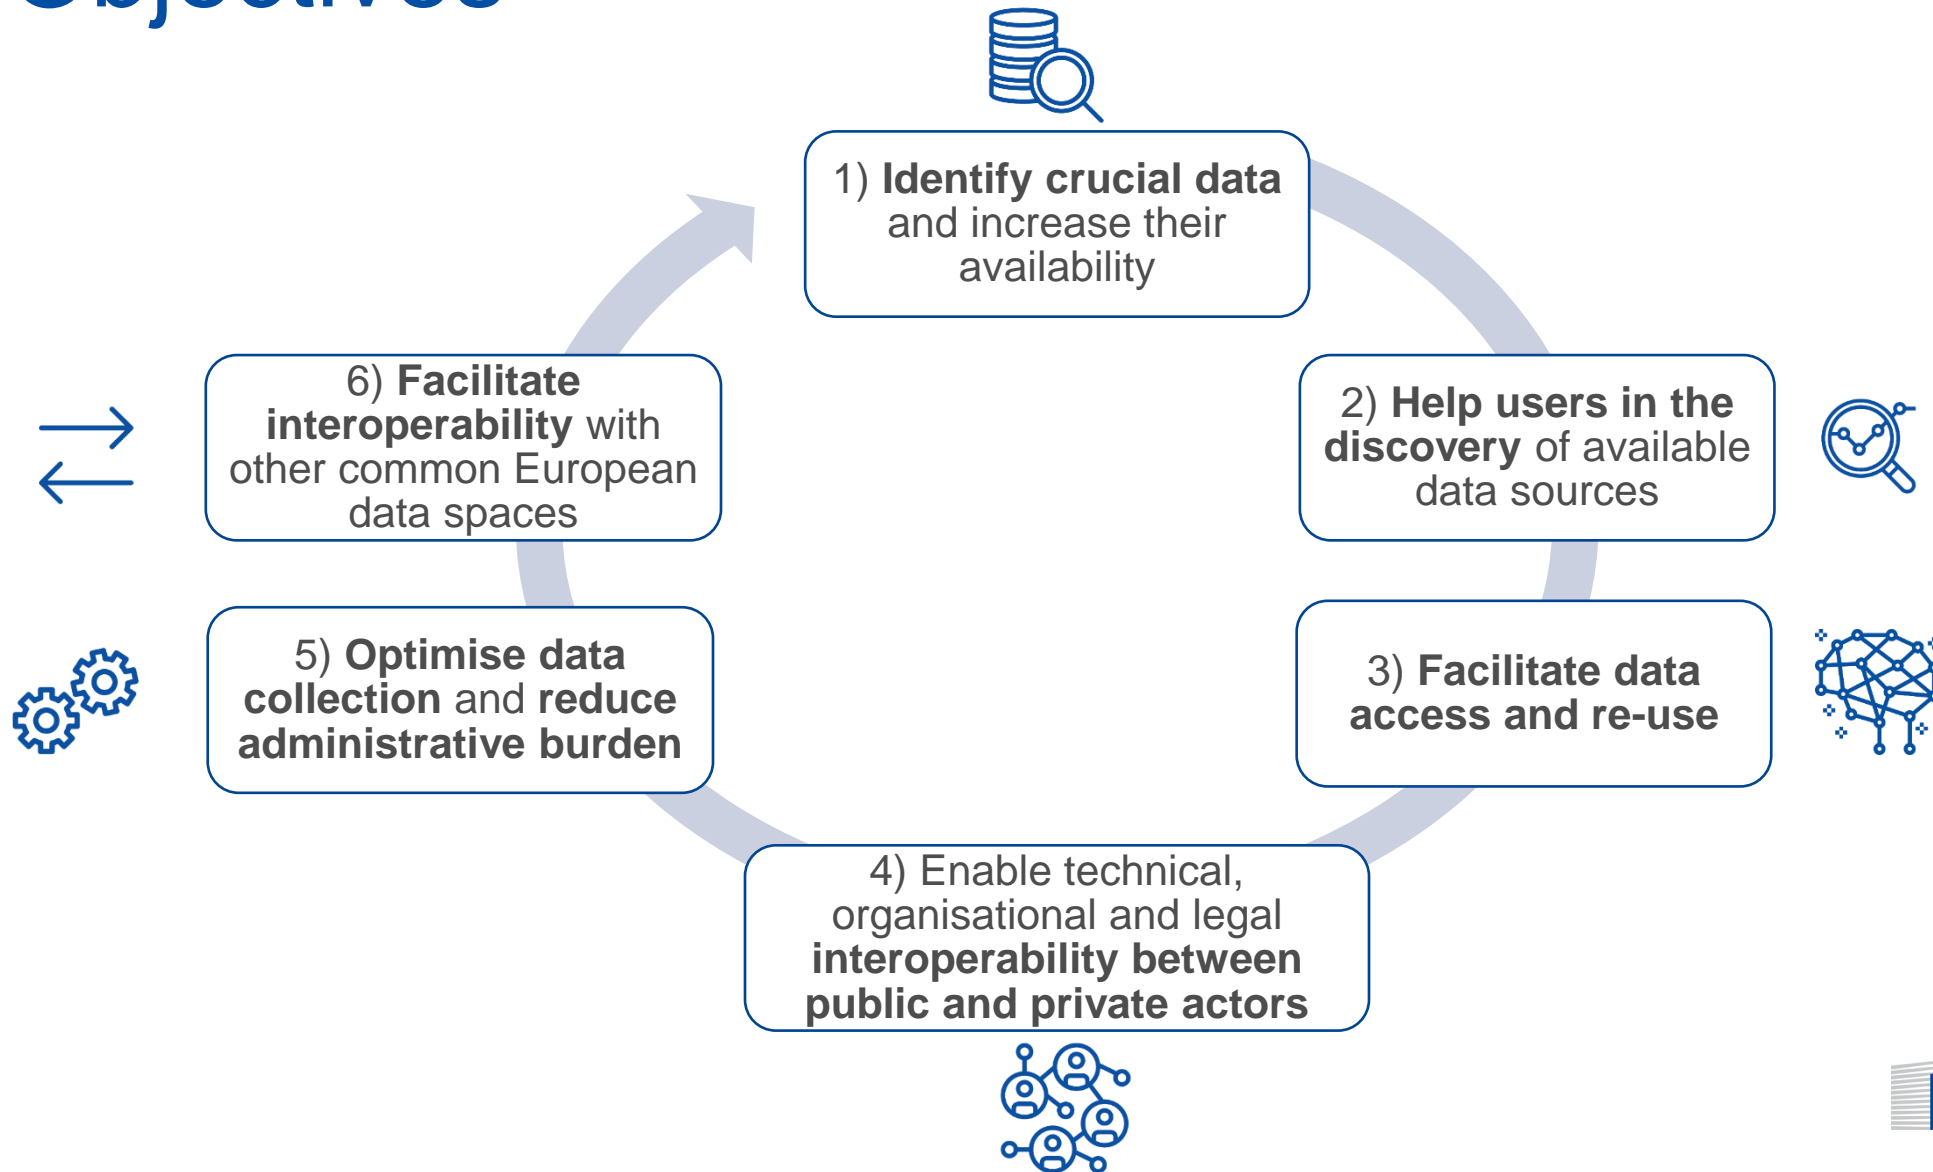 Objectives
1) Identify crucial data
and increase their
availability
2) Help users in the
discovery of available
data sources
3) Facilitate data
access and re-use
4) Enable technical,
organisational and legal
interoperability between
public and private actors
5) Optimise data
collection and reduce
administrative burden
6) Facilitate
interoperability with
other common European
data spaces